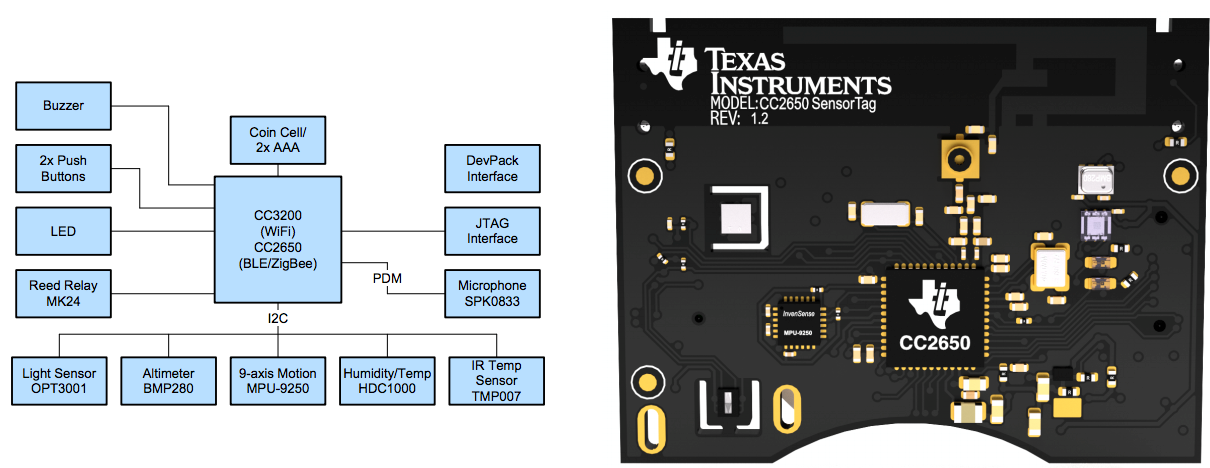 Buzzer
2x Push
Buttons
LED
Reed Relay
MK24
Coin Cell/
2x AAA
CC3200
(WiFi)
CC2650
(BLE/ZigBee)
DevPack
Interface
JTAG
Interface
PDM
Microphone
SPK0833
I2C
Light Sensor
OPT3001
Altimeter
BMP280
9-axis Motion
MPU-9250
Humidity/Temp
HDC1000
IR Temp
Sensor
TMP007
TEXAS
INSTRUMENTS
MODEL:CC2650 SensorTag
REV: 1.2
InvenSense
MPU-9250
CC2650